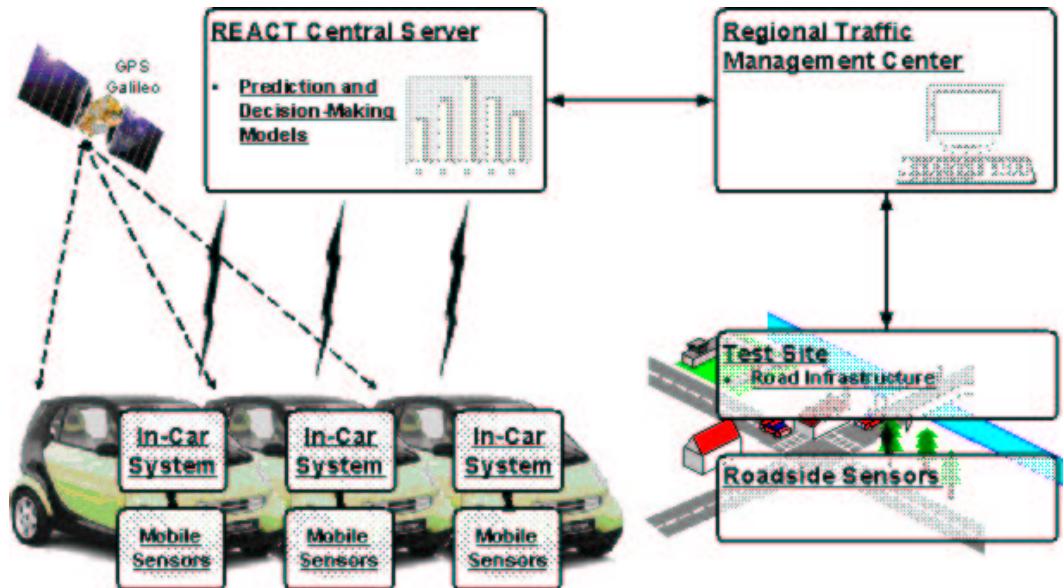 GPS
Galileo
REACT Central Server
• Prediction and
Decision-Making
Models
Regional Traffic
Management Center
Test Site
• Road Infrastructure
Roadside Sensors
In-Car
System
In-Car
System
In-Car
System
Mobile
Sensors
Mobile
Sensors
Mobile
Sensors